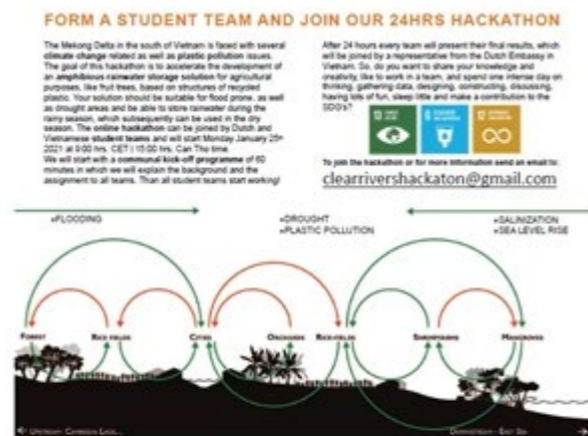 FORM A STUDENT TEAM AND JOIN OUR 24HRS HACKATHON
The Mekong Delta in the south of Vietnam is faced with several
climate change related as well as plastic pollution issues.
The goal of this hackathon is to accelerate the development of
an amphibious rainwater storage solution for agricultural
purposes, like fruit trees, based on structures of recycled
plastic. Your solution should be suitable for flood prone, as well
as drought areas and be able to store rainwater during the
rainy season, which subsequently can be used in the dry
season. The online hackathon can be joined by Dutch and
Vietnamese student teams and will start Monday January 25th
2021 at 9:00 hrs. CET | 15:00 hrs. Can Tho time.
We will start with a communal kick-off programme of 60
minutes in which we will explain the background and the
assignment to all teams. Than all student teams start working!
After 24 hours every team will present their final results, which
will be joined by a representative from the Dutch Embassy in
Vietnam. So, do you want to share your knowledge and
creativity, like to work in a team, and spend one intense day on
thinking, gathering data, designing, constructing, discussing,
having lots of fun, sleep little and make a contribution to the
SDG's?
13
6
12
To join the hackathon or for more information send an email to:
clearrivershackaton@gmail.com
+FLOODING
+DROUGHT
+PLASTIC POLLUTION
+SALINIZATION
+SEA LEVEL RISE
FOREST
RICE FIELDS
CITIES
ORCHARDS
RICE-FIELDS
SHRIMPFARMS
MANGROVES
DOWNSTREAM - EAST SEA